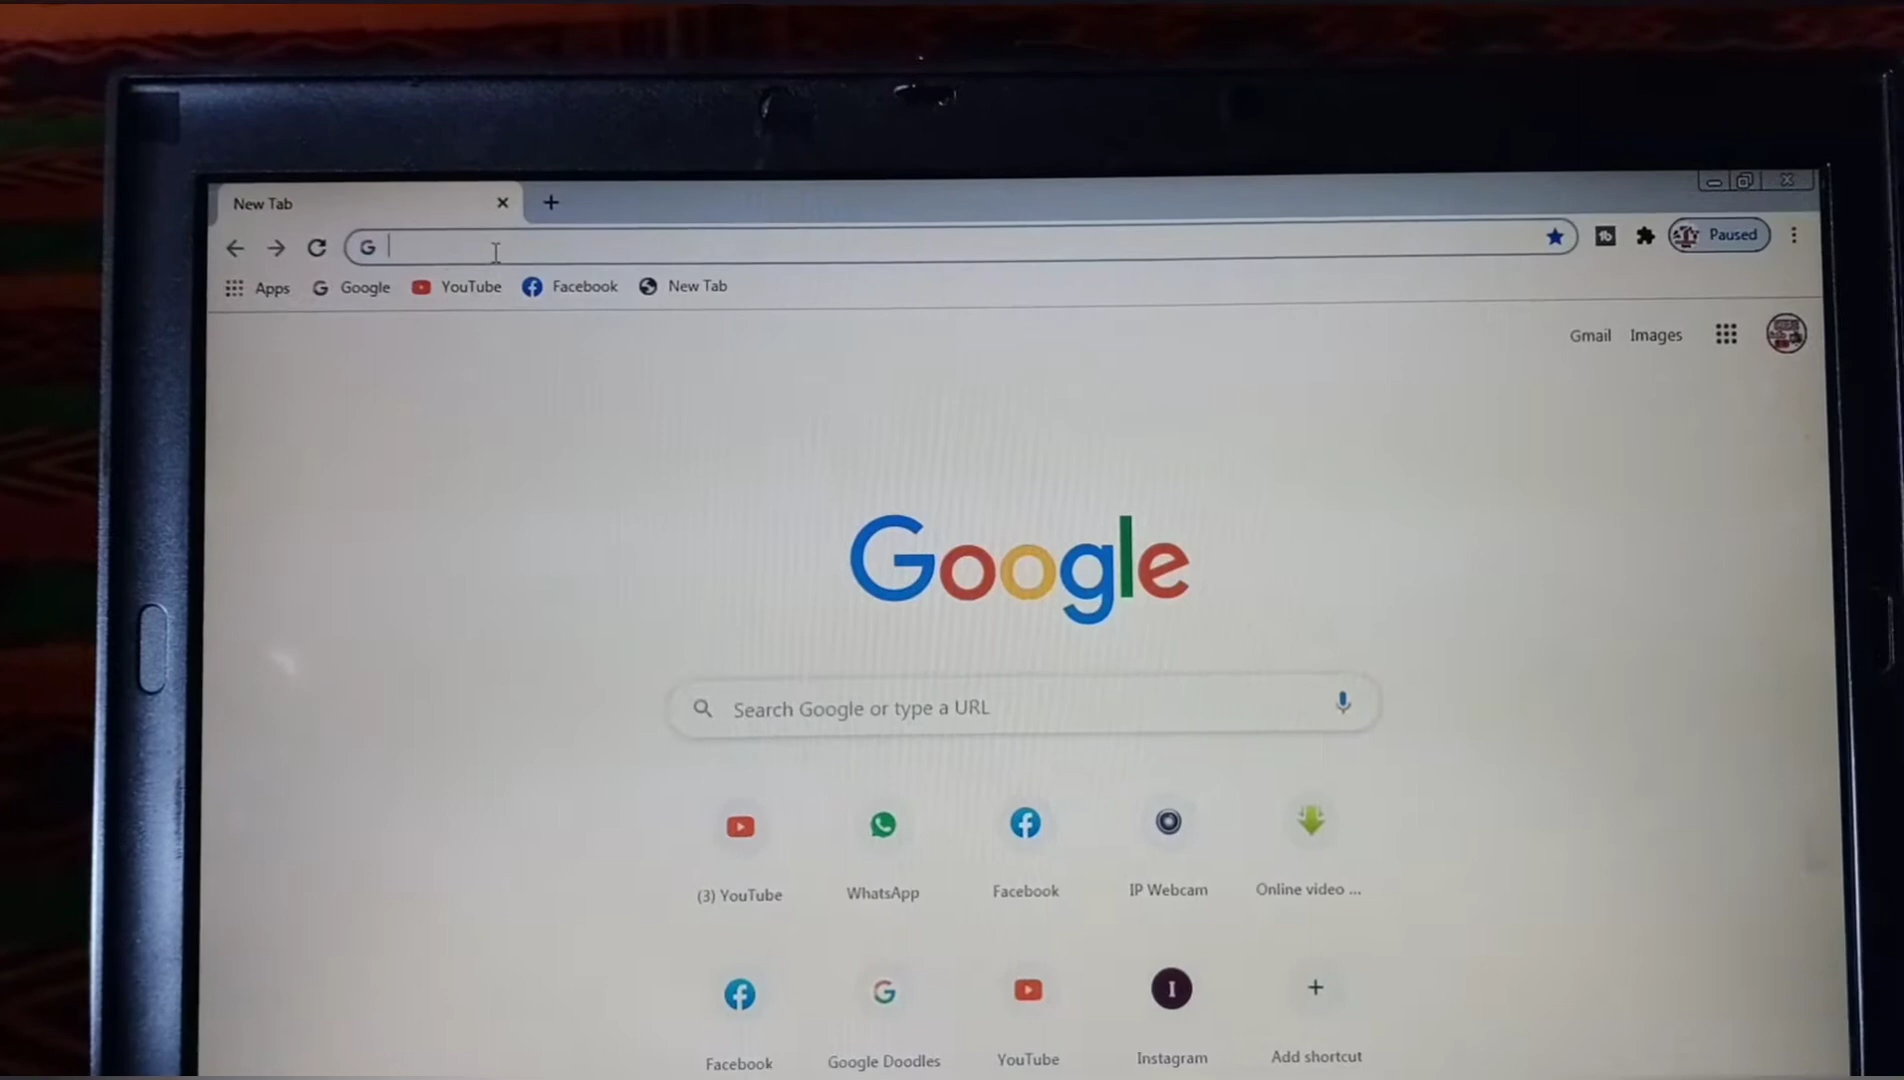 New Tab
Paused
Apps Google YouTube Facebook New Tab
Gmail Images
Google
Search Google or type a URL
(3) YouTube WhatsApp Facebook IP Webcam Online video ...
Facebook Google Doodles YouTube Instagram Add shortcut